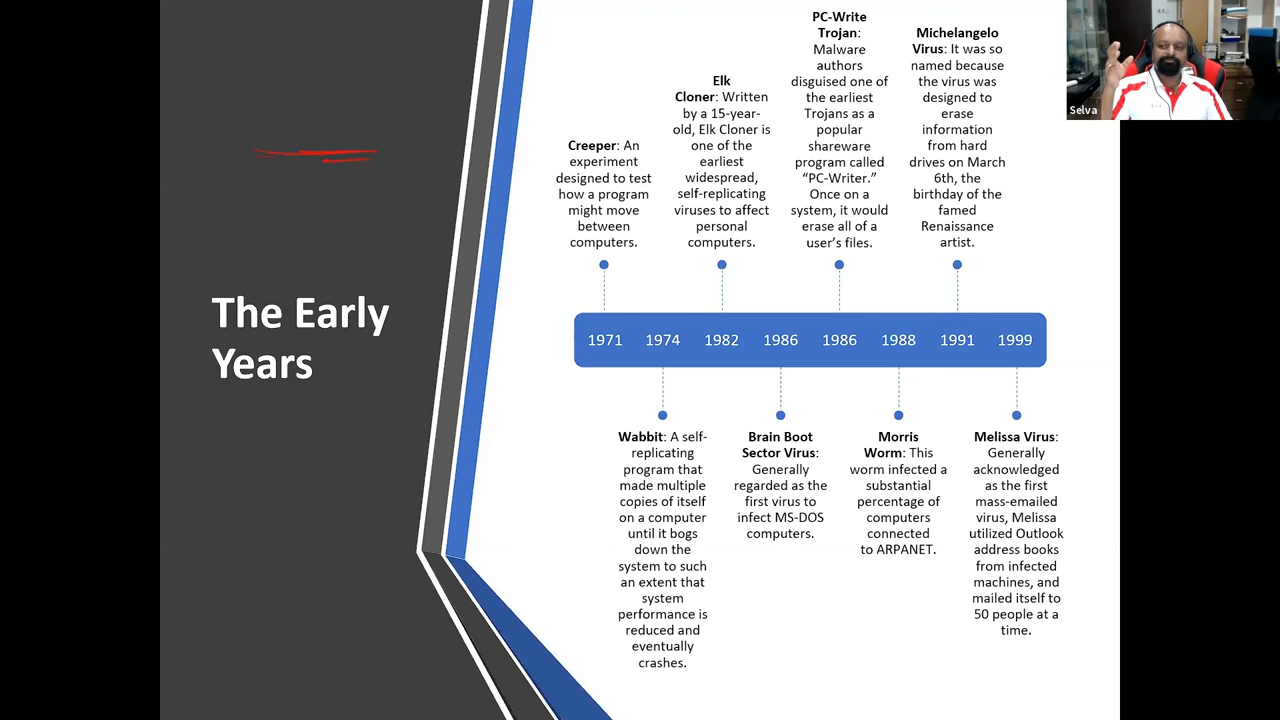 The Early
Years
Creeper: An
experiment
designed to test
how a program
might move
between
computers.
Elk
Cloner: Written
by a 15-year-
old, Elk Cloner is
one of the
earliest
widespread,
self-replicating
viruses to affect
personal
computers.
PC-Write
Trojan:
Malware
authors
disguised one of
the earliest
Trojans as a
popular
shareware
program called
“PC-Writer.”
Once on a
system, it would
erase all of a
user’s files.
Michelangelo
Virus: It was so
named because
the virus was
designed to
erase
information
from hard
drives on March
6th, the
birthday of the
famed
Renaissance
artist.
1971 1974 1982 1986 1986 1988 1991 1999
Wabbit: A self-
replicating
program that
made multiple
copies of itself
on a computer
until it bogs
down the
system to such
an extent that
system
performance is
reduced and
eventually
crashes.
Brain Boot
Sector Virus:
Generally
regarded as the
first virus to
infect MS-DOS
computers.
Morris
Worm: This
worm infected a
substantial
percentage of
computers
connected
to ARPANET.
Melissa Virus:
Generally
acknowledged
as the first
mass-emailed
virus, Melissa
utilized Outlook
address books
from infected
machines, and
mailed itself to
50 people at a
time.
Selva